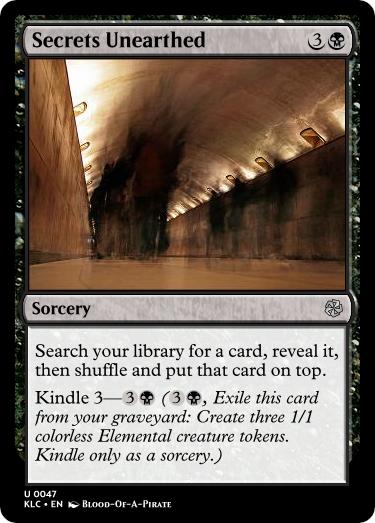 Secrets Unearthed 3
Sorcery
Search your library for a card, reveal it,
then shuffle and put that card on top.
Kindle 3—3 (3, Exile this card
from your graveyard: Create three 1/1
colorless Elemental creature tokens.
Kindle only as a sorcery.)
U 0047
KLC • EN Blood-Of-A-Pirate